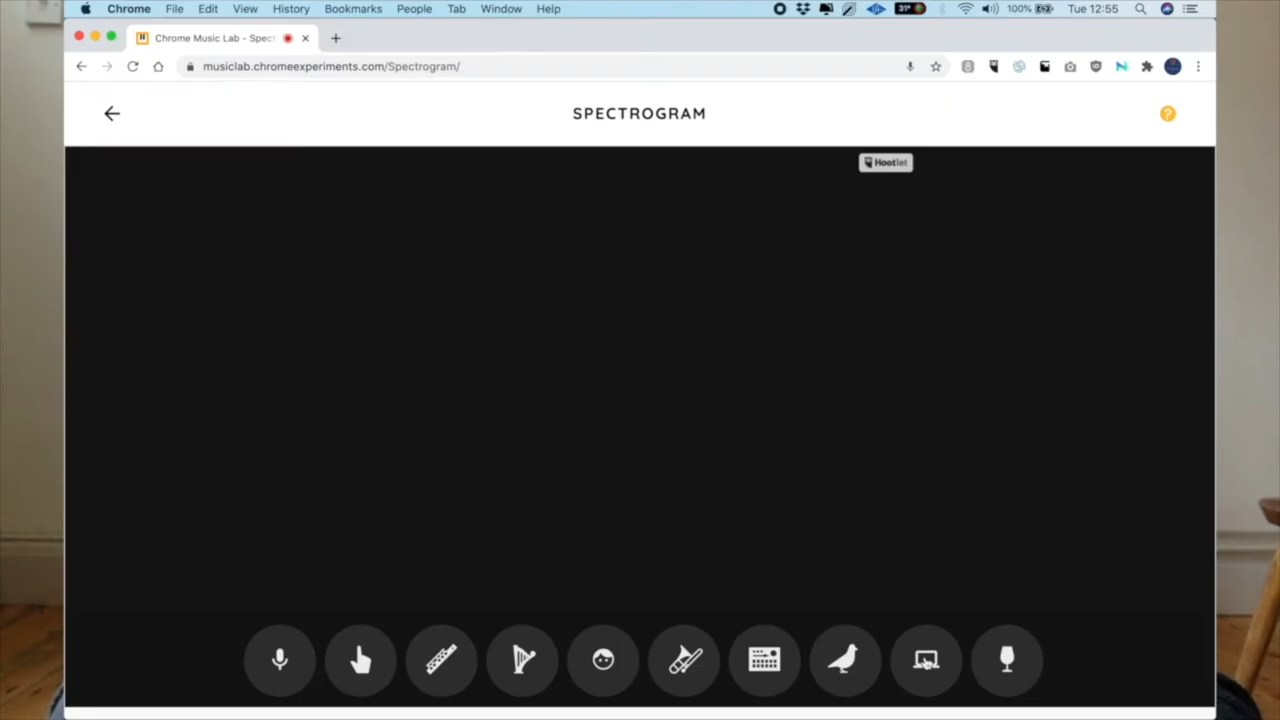 Chrome File Edit View History Bookmarks People Tab Window Help 31° 100% Tue 12:55
Chrome Music Lab - Spect
musiclab.chromeexperiments.com/Spectrogram/
SPECTROGRAM ?
Hootlet